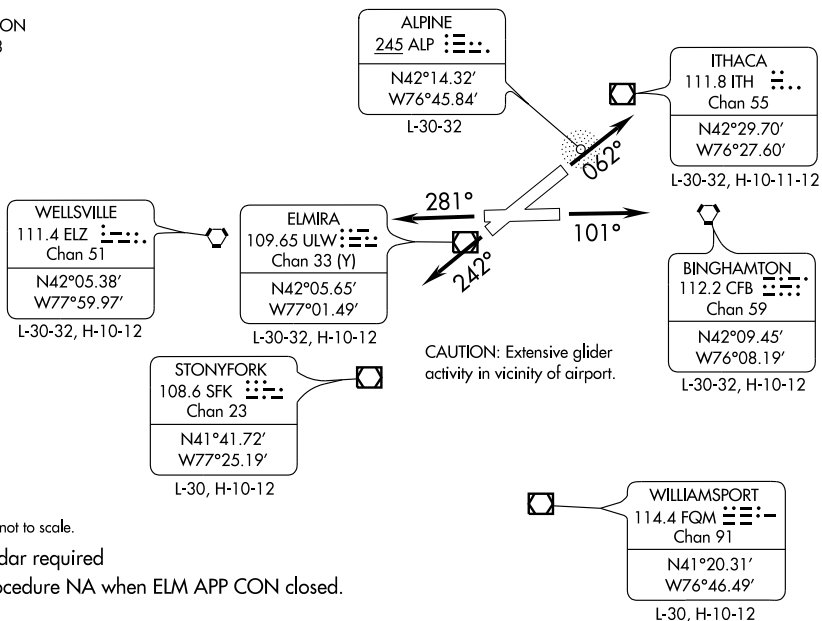 ON
ALPINE
245 ALP
N42°14.32′
W76°45.84′
L-30-32
ITHACA
111.8 ITH
Chan 55
N42°29.70′
W76°27.60′
L-30-32, H-10-11-12
062°
281°
101°
242°
WELLSVILLE
111.4 ELZ
Chan 51
N42°05.38′
W77°59.97′
L-30-32, H-10-12
ELMIRA
109.65 ULW
Chan 33 (Y)
N42°05.65′
W77°01.49′
L-30-32, H-10-12
BINGHAMTON
112.2 CFB
Chan 59
N42°09.45′
W76°08.19′
L-30-32, H-10-12
CAUTION: Extensive glider
activity in vicinity of airport.
STONYFORK
108.6 SFK
Chan 23
N41°41.72′
W77°25.19′
L-30, H-10-12
WILLIAMSPORT
114.4 FQM
Chan 91
N41°20.31′
W76°46.49′
L-30, H-10-12
not to scale.
dar required
ocedure NA when ELM APP CON closed.